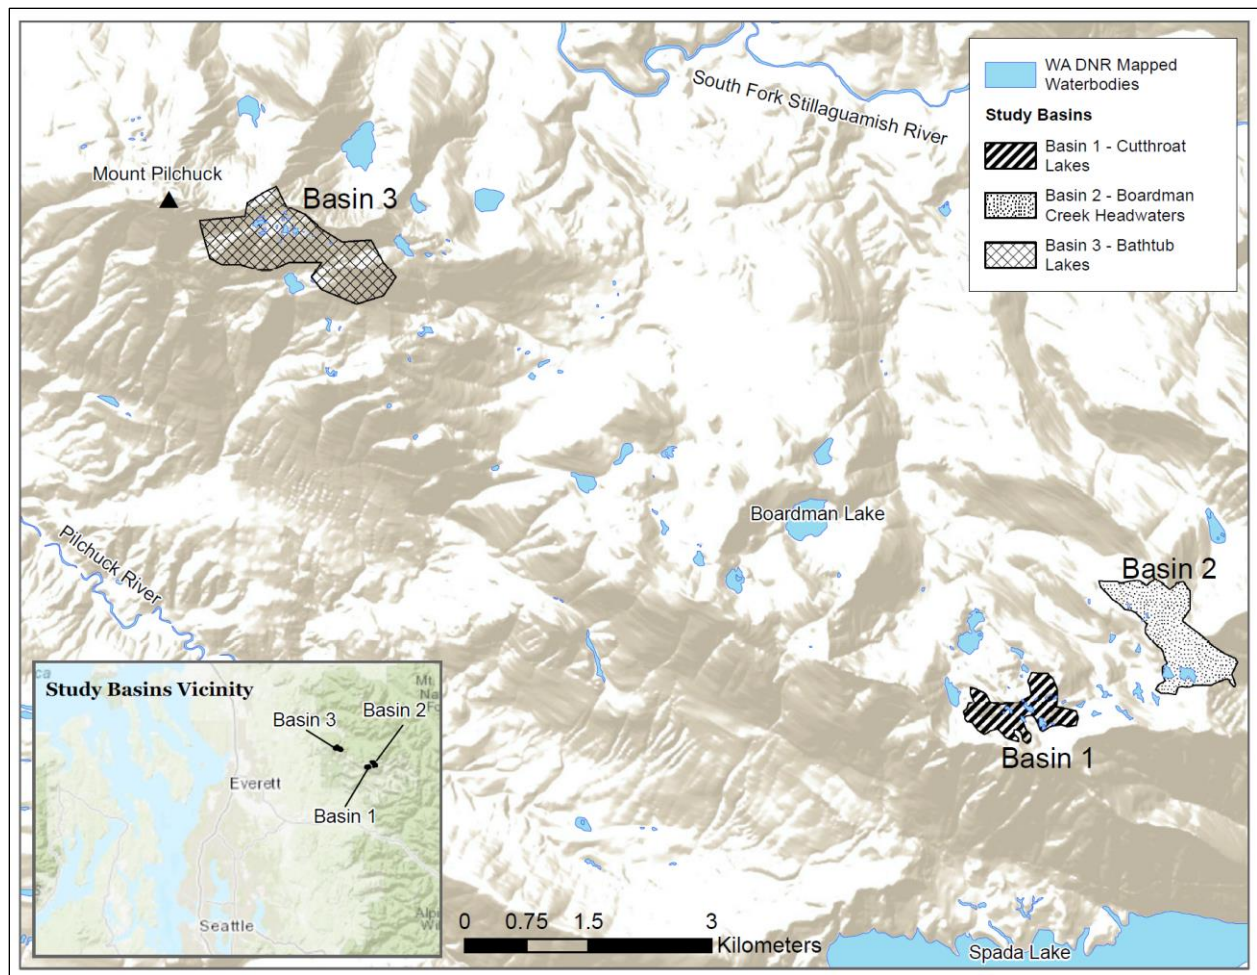 South Fork Stillaguamish River
WA DNR Mapped
Waterbodies
Study Basins
Basin 1 - Cutthroat
Lakes
Basin 2 - Boardman
Creek Headwaters
Basin 3 - Bathtub
Lakes
Mount Pilchuck
Basin 3
Boardman Lake
Pilchuck River
Basin 2
Basin 1
Study Basins Vicinity
Basin 3
Basin 2
Basin 1
Everett
Seattle
Mt
Na
0 0.75 1.5 3
Kilometers
Spada Lake